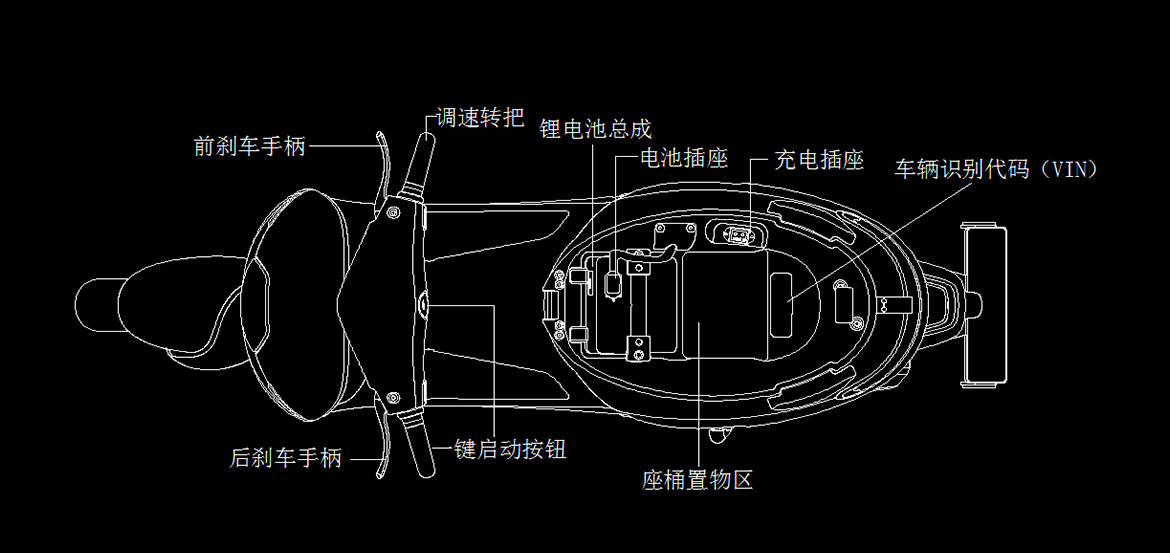 调速转把
前刹车手柄
锂电池总成
电池插座
充电插座
车辆识别代码（VIN）
后刹车手柄
键启动按钮
座桶置物区